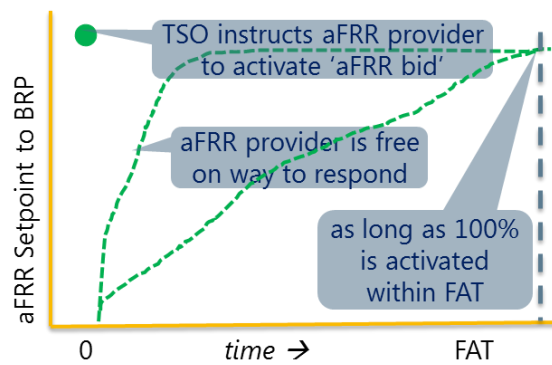 TSO instructs aFRR provider
to activate ‘aFRR bid’
aFRR provider is free
on way to respond
as long as 100%
is activated
within FAT
aFRR Setpoint to BRP
0
time →
FAT